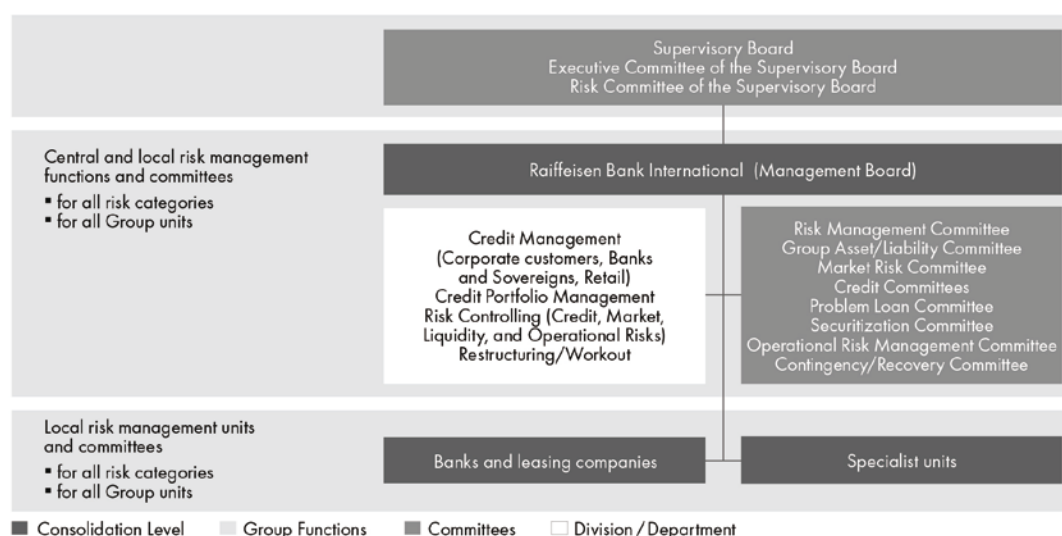 Supervisory Board
Executive Committee of the Supervisory Board
Risk Committee of the Supervisory Board
Central and local risk management
functions and committees
▪ for all risk categories
▪ for all Group units
Raiffeisen Bank International (Management Board)
Credit Management
(Corporate customers, Banks
and Sovereigns, Retail)
Credit Portfolio Management
Risk Controlling (Credit, Market,
Liquidity, and Operational Risks)
Restructuring/Workout
Risk Management Committee
Group Asset/Liability Committee
Market Risk Committee
Credit Committees
Problem Loan Committee
Securitization Committee
Operational Risk Management Committee
Contingency/Recovery Committee
Local risk management units
and committees
▪ for all risk categories
▪ for all Group units
Banks and leasing companies
Specialist units
Consolidation Level
Group Functions
Committees
Division / Department